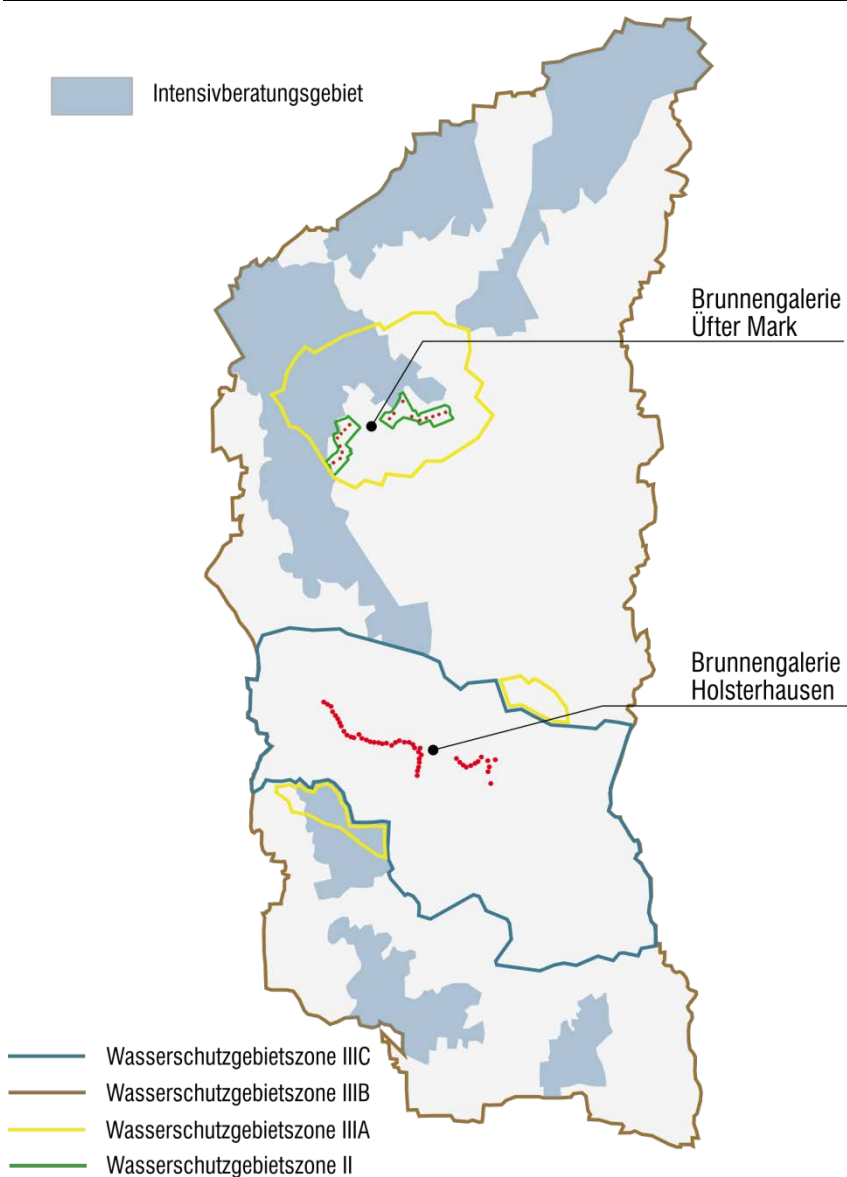 Intensivberatungsgebiet
Brunnengalerie
Üfter Mark
Brunnengalerie
Holsterhausen
Wasserschutzgebietszone IIIC
Wasserschutzgebietszone IIIB
Wasserschutzgebietszone IIIA
Wasserschutzgebietszone II